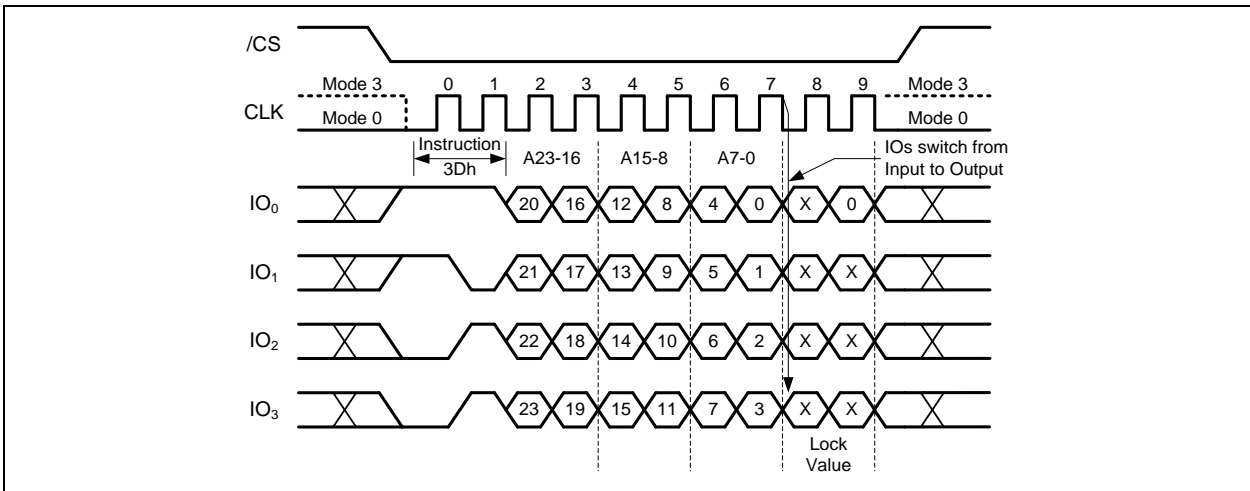 /CS
Mode 3 0 1 2 3 4 5 6 7 8 9 Mode 3
CLK Mode 0 Mode 0
Instruction A23-16 A15-8 A7-0 IOs switch from
3Dh Input to Output
IO0 20 16 12 8 4 0 X 0
IO1 21 17 13 9 5 1 X X
IO2 22 18 14 10 6 2 X X
IO3 23 19 15 11 7 3 X X
Lock
Value